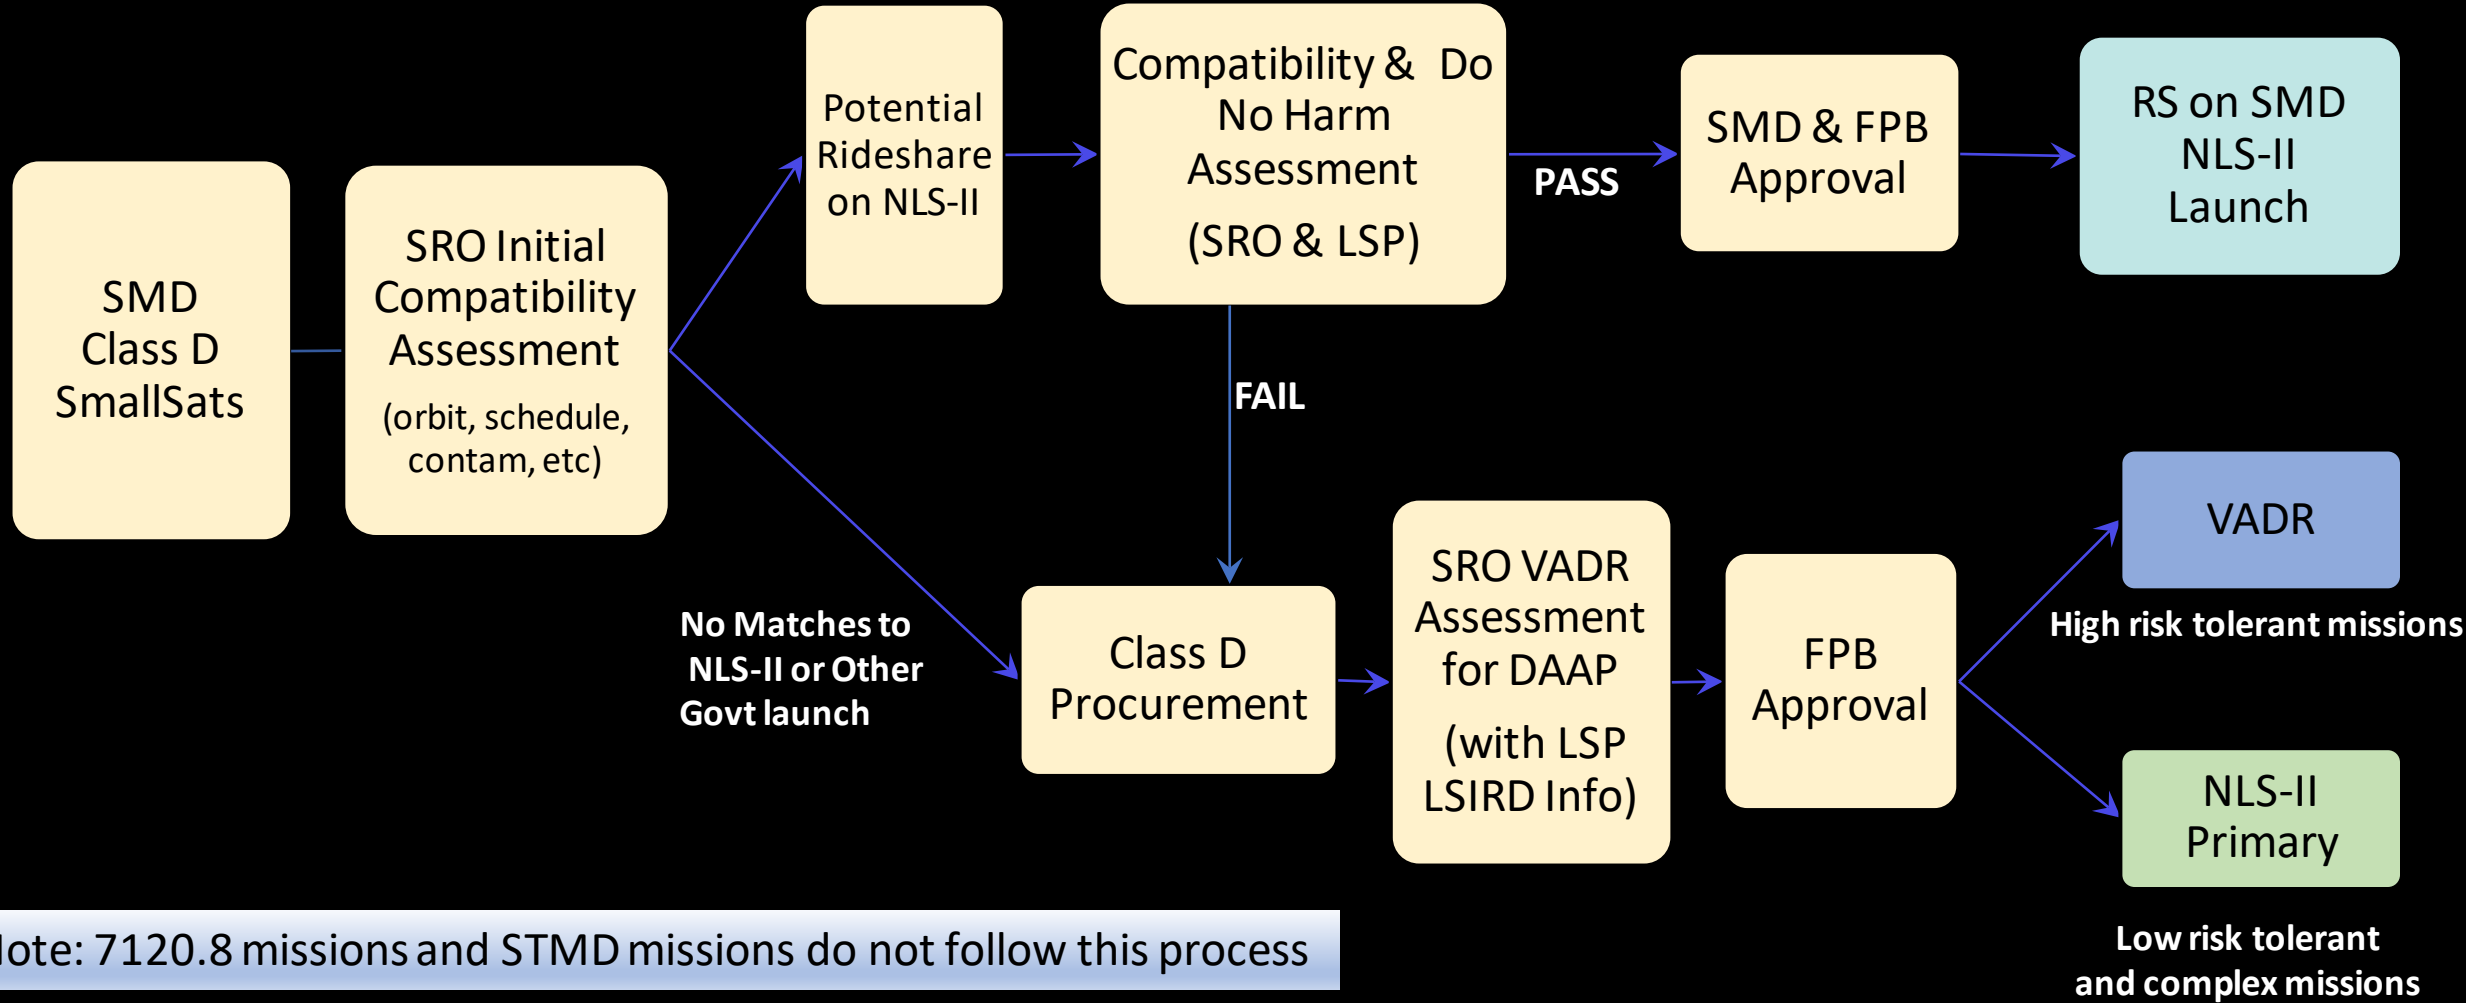 SMD
Class D
SmallSats
SRO Initial
Compatibility
Assessment
(orbit, schedule,
contam, etc)
Potential
Rideshare
on NLS-II
Compatibility & Do
No Harm
Assessment
(SRO & LSP)
PASS
SMD & FPB
Approval
RS on SMD
NLS-II
Launch
FAIL
No Matches to
NLS-II or Other
Govt launch
Class D
Procurement
SRO VADR
Assessment
for DAAP
(with LSP
LSIRD Info)
FPB
Approval
VADR
High risk tolerant missions
NLS-II
Primary
Low risk tolerant
and complex missions
Note: 7120.8 missions and STMD missions do not follow this process